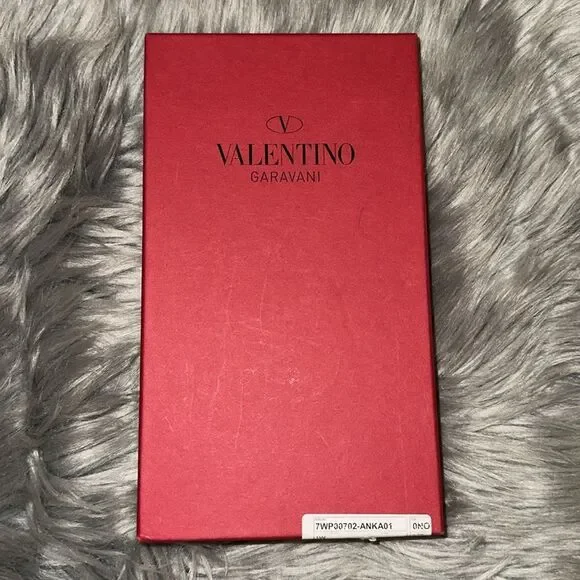 V
VALENTINO
GARAVANI
7WP00702-ANKA01 0NO